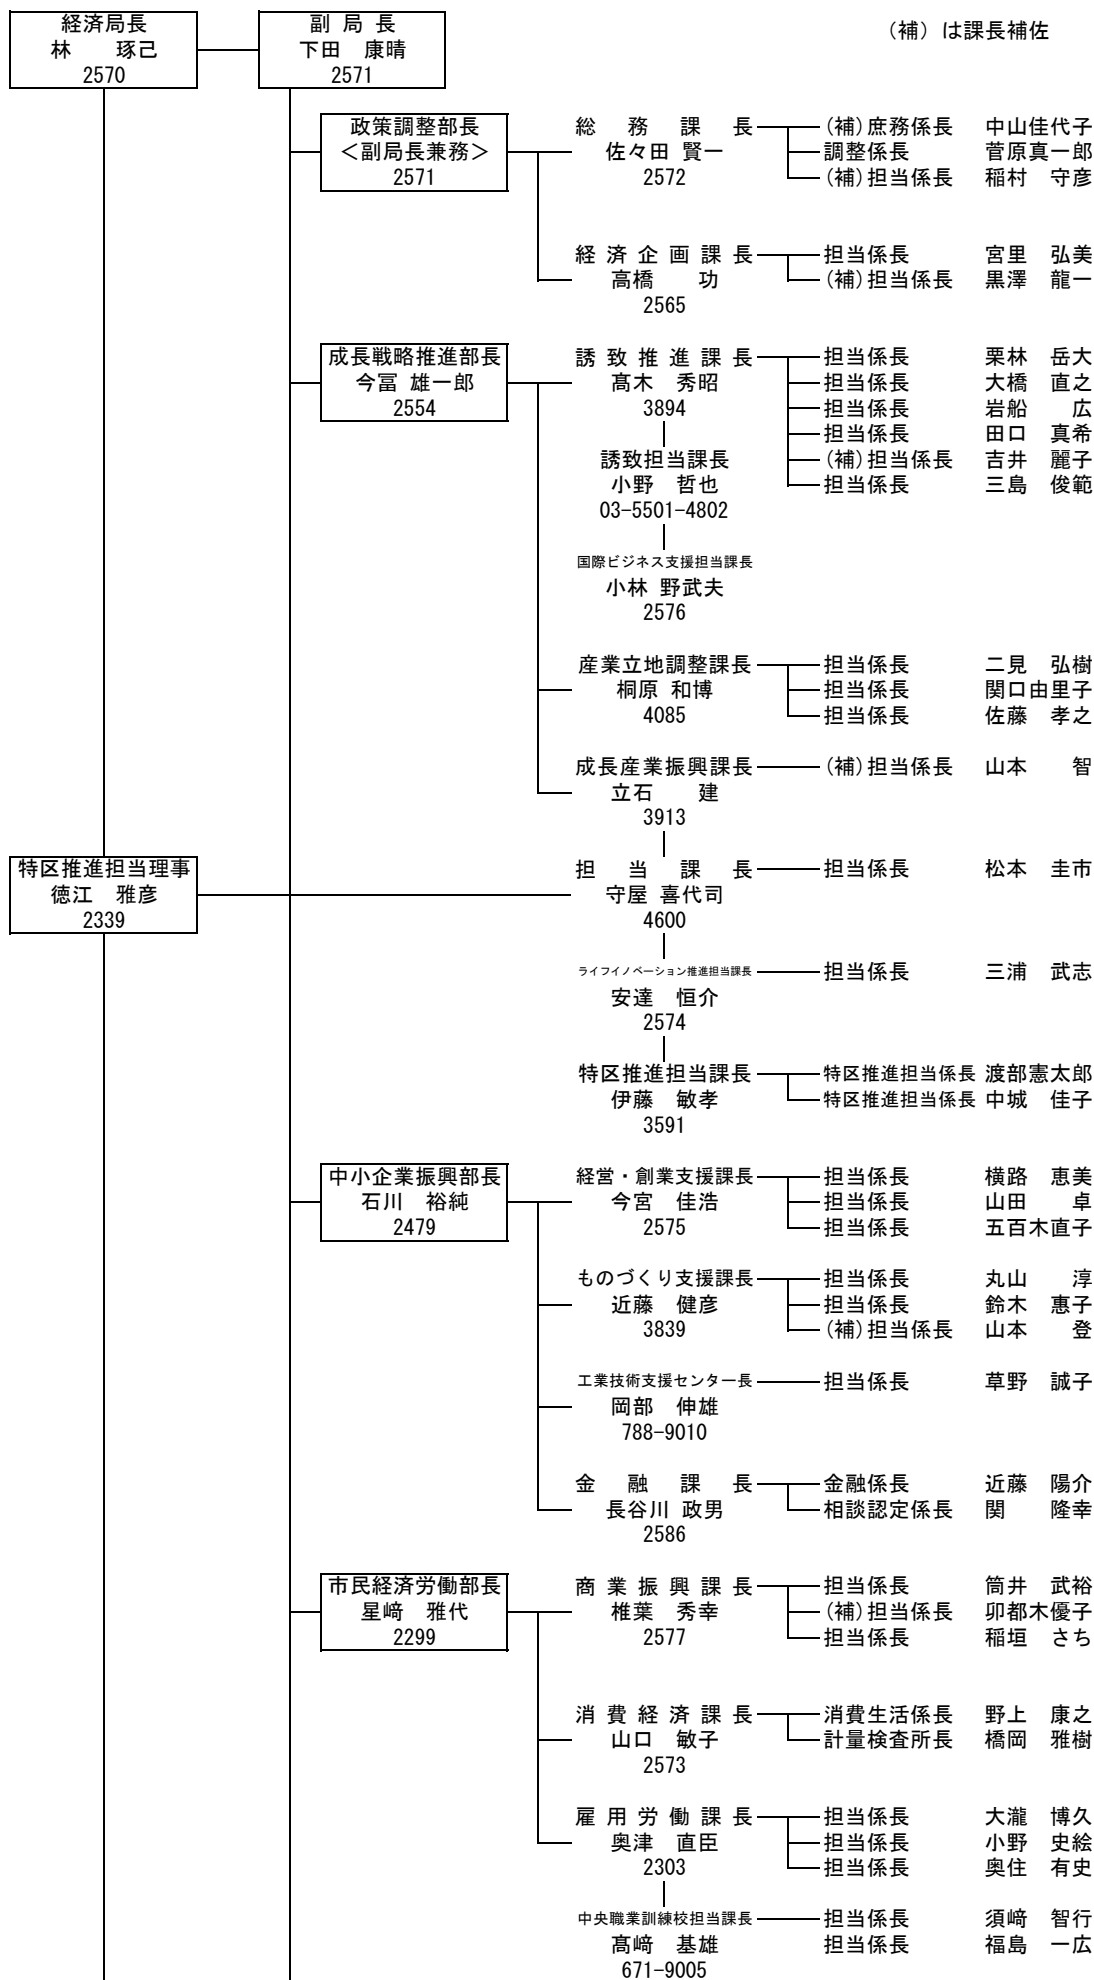 経済局長
林　　琢己
2570
副 局 長
下田　康晴
2571
（補）は課長補佐
政策調整部長
＜副局長兼務＞
2571
総　務　課　長
佐々田 賢一
2572
(補)庶務係長　中山佳代子
調整係長　菅原真一郎
(補)担当係長　稲村　守彦
経 済 企 画 課 長
高橋　　功
2565
担当係長　宮里　弘美
(補)担当係長　黒澤　龍一
成長戦略推進部長
今冨 雄一郎
2554
誘 致 推 進 課 長
髙木　秀昭
3894
担当係長　栗林　岳大
担当係長　大橋　直之
担当係長　岩船　　広
担当係長　田口　真希
(補)担当係長　吉井　麗子
担当係長　三島　俊範
誘致担当課長
小野　哲也
03-5501-4802
国際ビジネス支援担当課長
小林 野武夫
2576
産業立地調整課長
桐原 和博
4085
担当係長　二見　弘樹
担当係長　関口由里子
担当係長　佐藤　孝之
成長産業振興課長
立石　　建
3913
(補)担当係長　山本　　智
特区推進担当理事
徳江　雅彦
2339
担　当　課　長
守屋 喜代司
4600
担当係長　松本　圭市
ライフイノベーション推進担当課長
安達　恒介
2574
担当係長　三浦　武志
特区推進担当課長
伊藤　敏孝
3591
特区推進担当係長　渡部憲太郎
特区推進担当係長　中城　佳子
中小企業振興部長
石川　裕純
2479
経営・創業支援課長
今宮　佳浩
2575
担当係長　横路　恵美
担当係長　山田　　卓
担当係長　五百木直子
ものづくり支援課長
近藤　健彦
3839
担当係長　丸山　　淳
担当係長　鈴木　惠子
(補)担当係長　山本　　登
工業技術支援センター長
岡部　伸雄
788-9010
担当係長　草野　誠子
金　融　課　長
長谷川 政男
2586
金融係長　近藤　陽介
相談認定係長　関　　隆幸
市民経済労働部長
星﨑　雅代
2299
商 業 振 興 課 長
椎葉　秀幸
2577
担当係長　筒井　武裕
(補)担当係長　卯都木優子
担当係長　稲垣　さち
消 費 経 済 課 長
山口　敏子
2573
消費生活係長　野上　康之
計量検査所長　橋岡　雅樹
雇 用 労 働 課 長
奥津　直臣
2303
担当係長　大瀧　博久
担当係長　小野　史絵
担当係長　奥住　有史
中央職業訓練校担当課長
髙﨑　基雄
671-9005
担当係長　須﨑　智行
担当係長　福島　一広